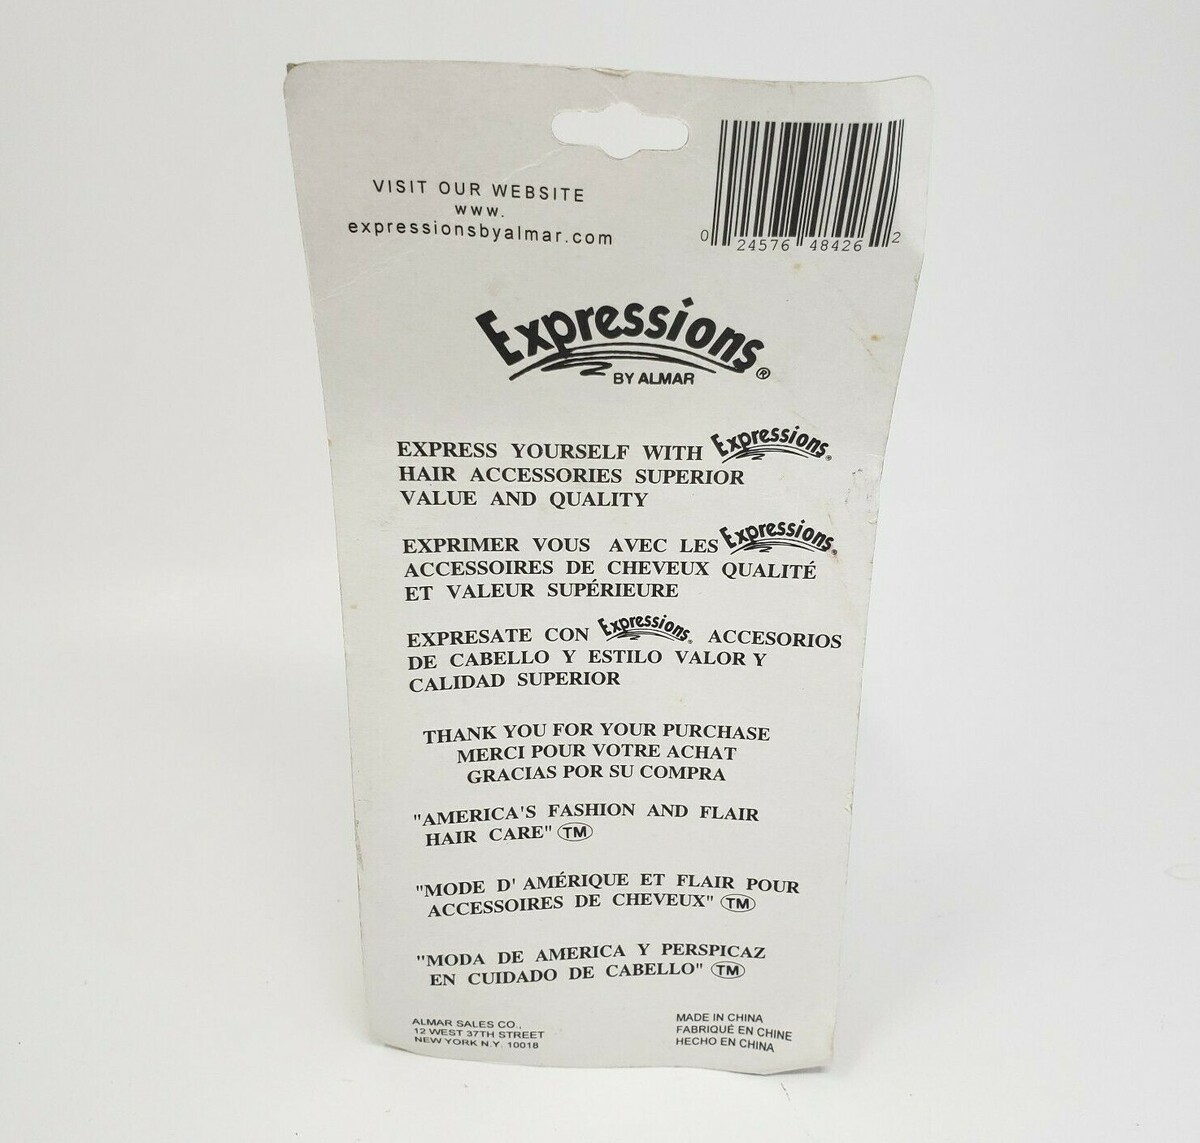 VISIT OUR WEBSITE
www.
expressionsbyalmar.com
0 24576 48426 2
Expressions®
BY ALMAR
EXPRESS YOURSELF WITH Expressions®
HAIR ACCESSORIES SUPERIOR
VALUE AND QUALITY
EXPRIMER VOUS AVEC LES Expressions®
ACCESSOIRES DE CHEVEUX QUALITÉ
ET VALEUR SUPÉRIEURE
EXPRESATE CON Expressions® ACCESORIOS
DE CABELLO Y ESTILO VALOR Y
CALIDAD SUPERIOR
THANK YOU FOR YOUR PURCHASE
MERCI POUR VOTRE ACHAT
GRACIAS POR SU COMPRA
"AMERICA'S FASHION AND FLAIR
HAIR CARE" TM
"MODE D' AMÉRIQUE ET FLAIR POUR
ACCESSOIRES DE CHEVEUX" TM
"MODA DE AMERICA Y PERSPICAZ
EN CUIDADO DE CABELLO" TM
ALMAR SALES CO.,
12 WEST 37TH STREET
NEW YORK N.Y. 10018
MADE IN CHINA
FABRIQUÉ EN CHINE
HECHO EN CHINA